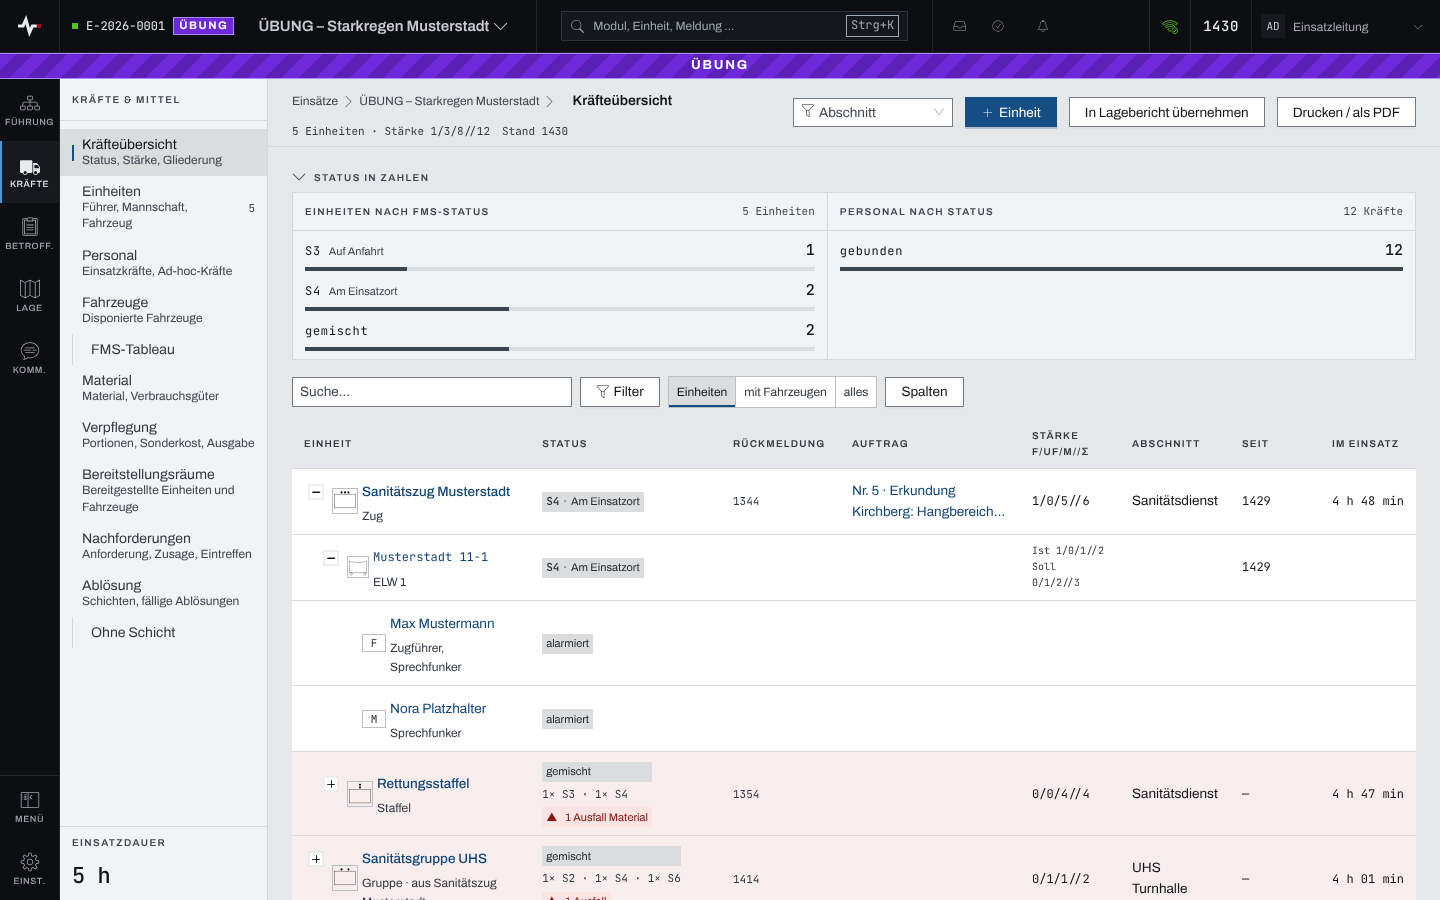 E-2026-0001 ÜBUNG ÜBUNG – Starkregen Musterstadt
Modul, Einheit, Meldung ... Strg+K
1430 AD Einsatzleitung
ÜBUNG
FÜHRUNG
KRÄFTE
BETROFF.
LAGE
KOMM.
MENÜ
EINST.
KRÄFTE & MITTEL
Kräfteübersicht
Status, Stärke, Gliederung
Einheiten
Führer, Mannschaft,
Fahrzeug
5
Personal
Einsatzkräfte, Ad-hoc-Kräfte
Fahrzeuge
Disponierte Fahrzeuge
FMS-Tableau
Material
Material, Verbrauchsgüter
Verpflegung
Portionen, Sonderkost, Ausgabe
Bereitstellungsräume
Bereitgestellte Einheiten und
Fahrzeuge
Nachforderungen
Anforderung, Zusage, Eintreffen
Ablösung
Schichten, fällige Ablösungen
Ohne Schicht
EINSATZDAUER
5 h
Einsätze ÜBUNG – Starkregen Musterstadt Kräfteübersicht
5 Einheiten · Stärke 1/3/8//12 Stand 1430
Abschnitt
+ Einheit
In Lagebericht übernehmen
Drucken / als PDF
STATUS IN ZAHLEN
EINHEITEN NACH FMS-STATUS 5 Einheiten
S3 Auf Anfahrt 1
S4 Am Einsatzort 2
gemischt 2
PERSONAL NACH STATUS 12 Kräfte
gebunden 12
Suche... Filter Einheiten mit Fahrzeugen alles Spalten
EINHEIT STATUS RÜCKMELDUNG AUFTRAG STÄRKE
F/UF/M//Σ ABSCHNITT SEIT IM EINSATZ
Sanitätszug Musterstadt
Zug
S4 · Am Einsatzort
1344
Nr. 5 · Erkundung
Kirchberg: Hangbereich...
1/0/5//6
Sanitätsdienst
1429
4 h 48 min
Musterstadt 11-1
ELW 1
S4 · Am Einsatzort
Ist 1/0/1//2
Soll
0/1/2//3
1429
F
Max Mustermann
Zugführer,
Sprechfunker
alarmiert
M
Nora Platzhalter
Sprechfunker
alarmiert
Rettungsstaffel
Staffel
gemischt
1× S3 · 1× S4
1 Ausfall Material
1354
0/0/4//4
Sanitätsdienst
–
4 h 47 min
Sanitätsgruppe UHS
Gruppe · aus Sanitätszug
Musterstadt
gemischt
1× S2 · 1× S4 · 1× S6
1 Ausfall
1414
0/1/1//2
UHS
Turnhalle
–
4 h 01 min